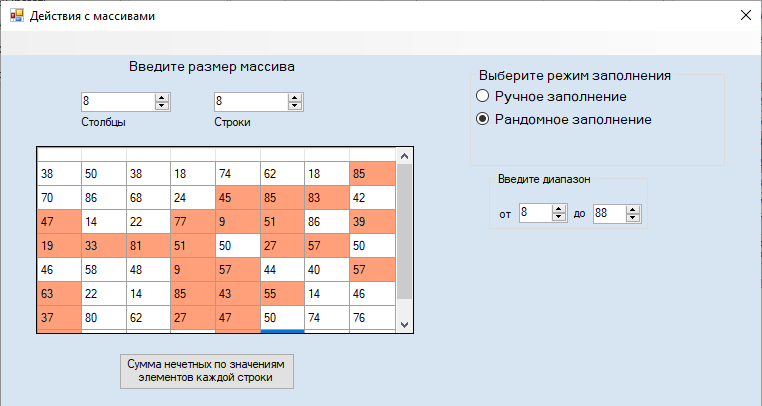 Действия с массивами
Введите размер массива
8 8
Столбцы Строки
38 50 38 18 74 62 18 85
70 86 68 24 45 85 83 42
47 14 22 77 9 51 86 39
19 33 81 51 50 27 57 50
46 58 48 9 57 44 40 57
63 22 14 85 43 55 14 46
37 80 62 27 47 50 74 76
Сумма нечетных по значениям
элементов каждой строки
Выберите режим заполнения
Ручное заполнение
Рандомное заполнение
Введите диапазон
от 8 до 88